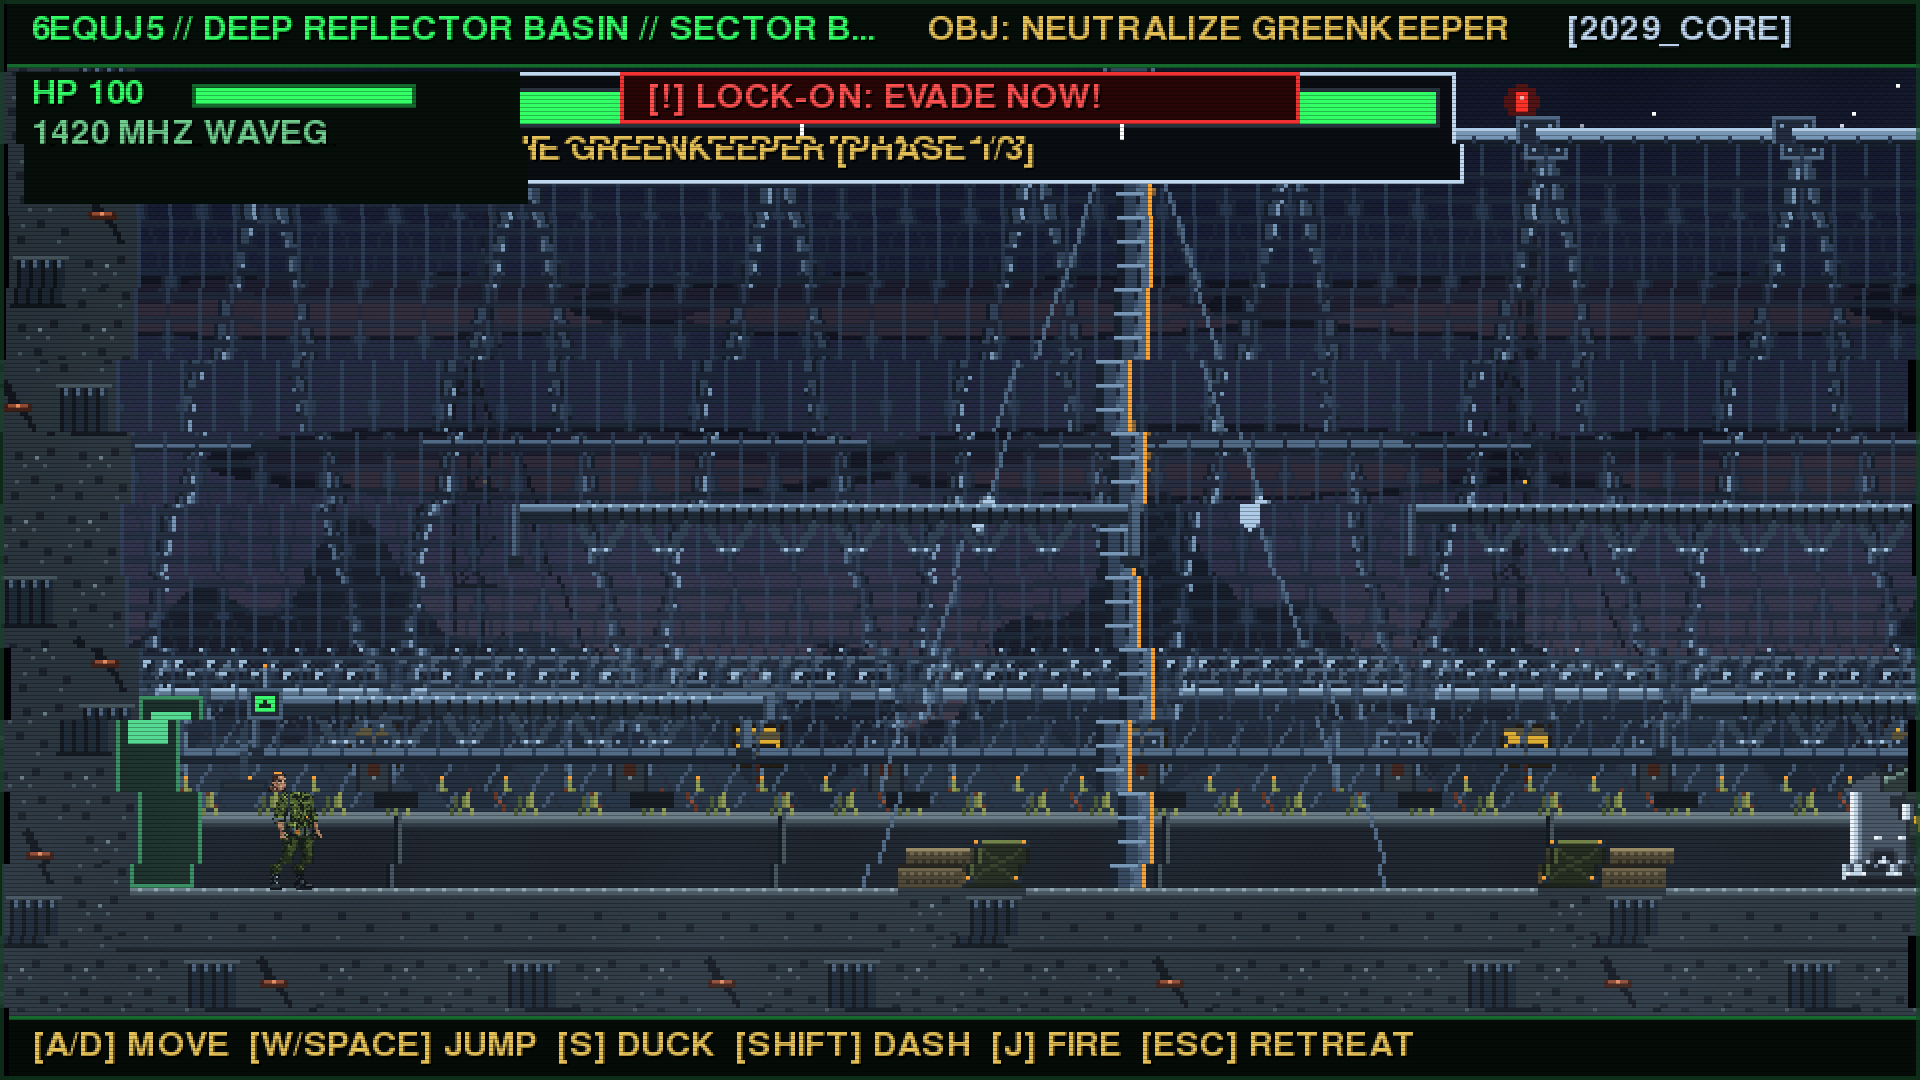 6EQUJ5 // DEEP REFLECTOR BASIN // SECTOR B... OBJ: NEUTRALIZE GREENKEEPER [2029_CORE]
HP 100
[!] LOCK-ON: EVADE NOW!
1420 MHZ WAVEG
HE GREENKEEPER [PHASE 1/3]
[A/D] MOVE [W/SPACE] JUMP [S] DUCK [SHIFT] DASH [J] FIRE [ESC] RETREAT